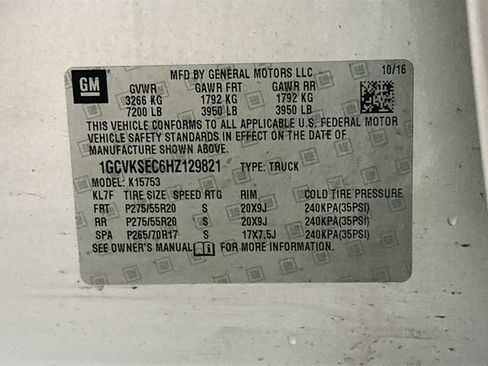 GM
MFD BY GENERAL MOTORS LLC 10/16
GVWR GAWR FRT GAWR RR
3266 KG 1792 KG 1792 KG
7200 LB 3950 LB 3950 LB
THIS VEHICLE CONFORMS TO ALL APPLICABLE U.S. FEDERAL MOTOR
VEHICLE SAFETY STANDARDS IN EFFECT ON THE DATE OF
MANUFACTURE SHOWN ABOVE.
1GCVKSEC6HZ129821 TYPE: TRUCK
MODEL: K15753
KL7F TIRE SIZE SPEED RTG RIM COLD TIRE PRESSURE
FRT P275/55R20 S 20X9J 240KPA(35PSI)
RR P275/55R20 S 20X9J 240KPA(35PSI)
SPA P265/70R17 S 17X7.5J 240KPA(35PSI)
SEE OWNER'S MANUAL FOR MORE INFORMATION.